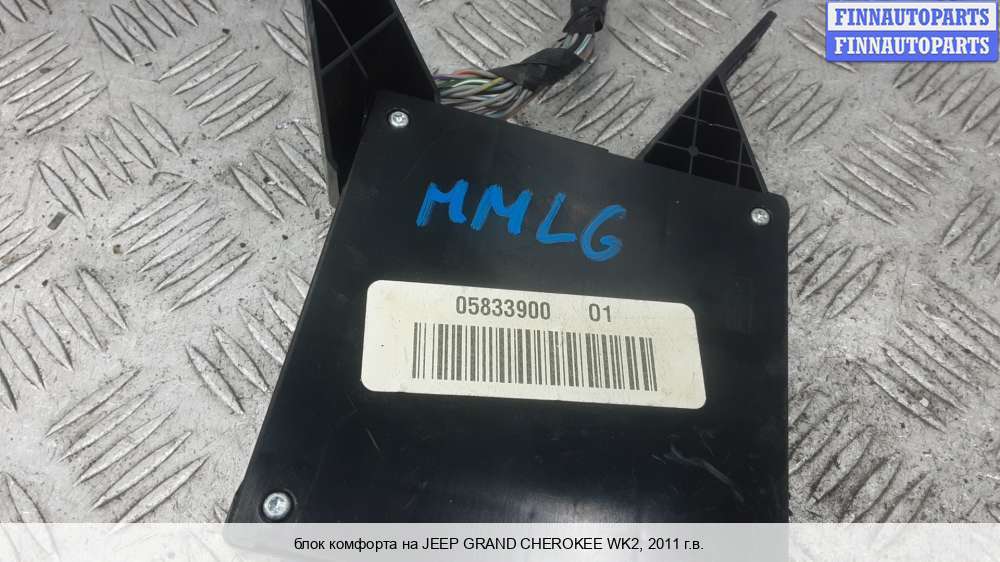 FINNAUTOPARTS
FINNAUTOPARTS
MMLG
05833900 01
блок комфорта на JEEP GRAND CHEROKEE WK2, 2011 г.в.